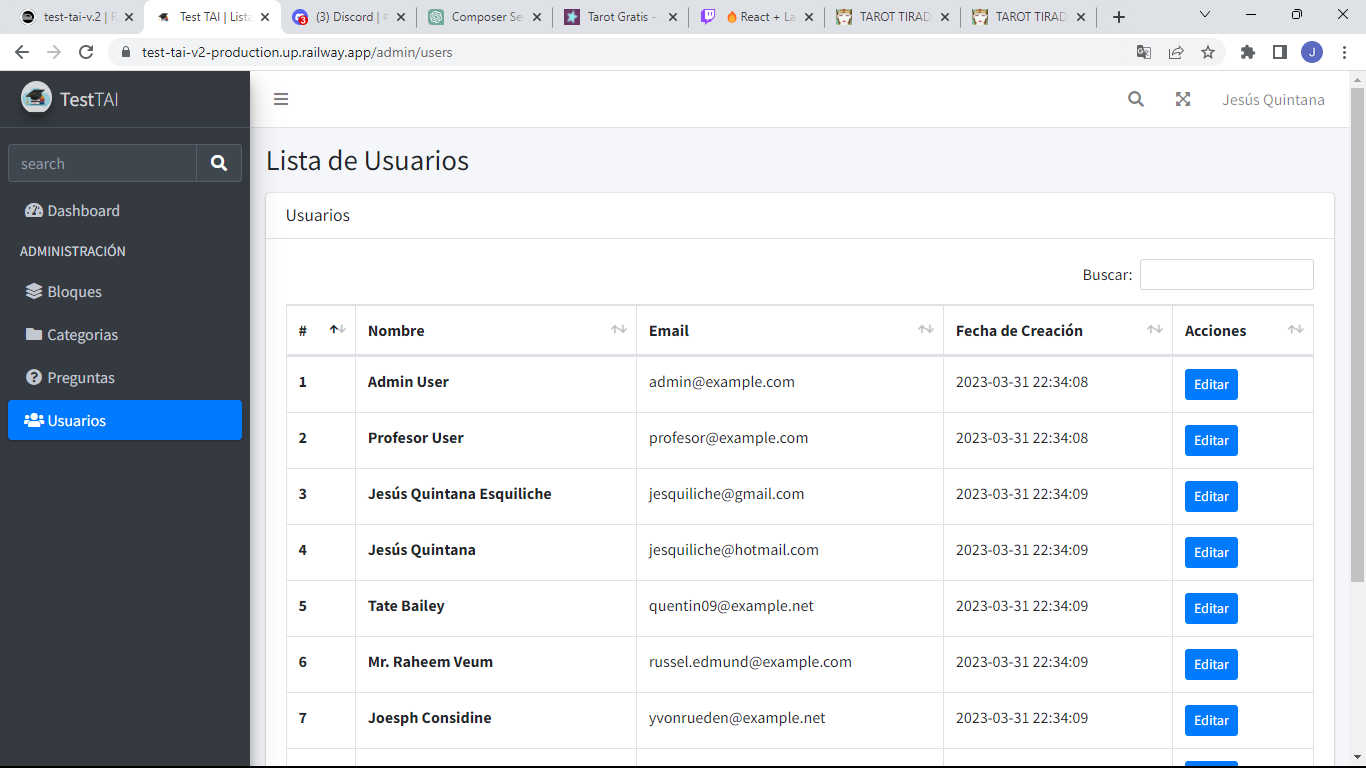 test-tai-v.2 | F
Test TAI | Lista
(3) Discord | #
Composer Se
Tarot Gratis -
🔥 React + La
TAROT TIRAD
TAROT TIRAD
test-tai-v2-production.up.railway.app/admin/users
J
TestTAI
Jesús Quintana
search
Dashboard
ADMINISTRACIÓN
Bloques
Categorias
Preguntas
Usuarios
Lista de Usuarios
Usuarios
Buscar:
# Nombre Email Fecha de Creación Acciones
1 Admin User admin@example.com 2023-03-31 22:34:08 Editar
2 Profesor User profesor@example.com 2023-03-31 22:34:08 Editar
3 Jesús Quintana Esquiliche jesquiliche@gmail.com 2023-03-31 22:34:09 Editar
4 Jesús Quintana jesquiliche@hotmail.com 2023-03-31 22:34:09 Editar
5 Tate Bailey quentin09@example.net 2023-03-31 22:34:09 Editar
6 Mr. Raheem Veum russel.edmund@example.com 2023-03-31 22:34:09 Editar
7 Joesph Considine yvonrueden@example.net 2023-03-31 22:34:09 Editar